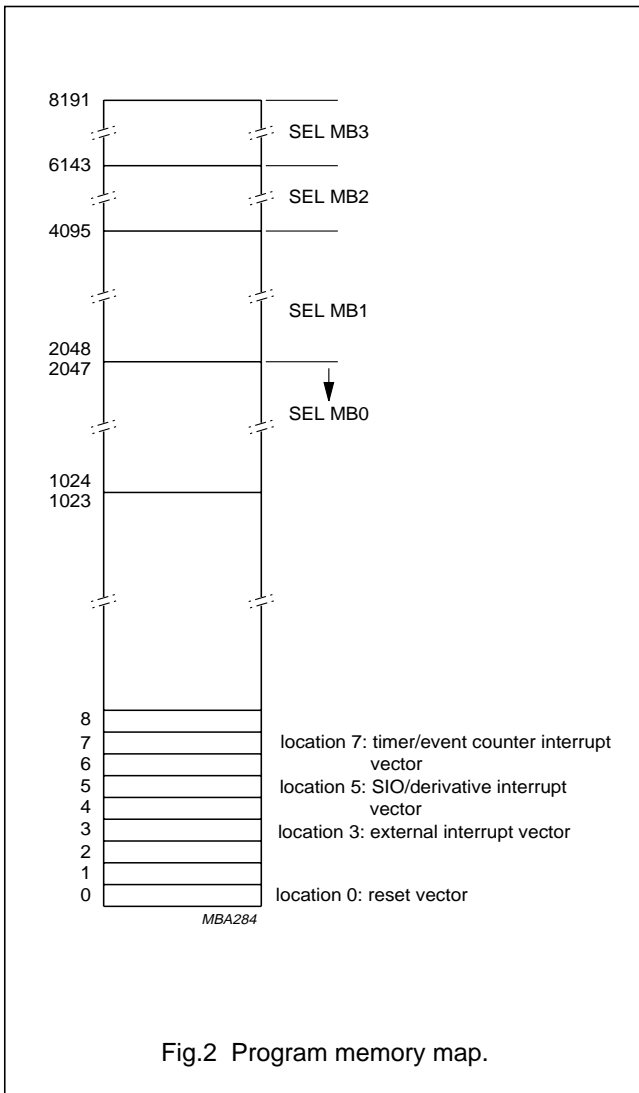 8191
SEL MB3
6143
SEL MB2
4095
SEL MB1
2048
2047
SEL MB0
1024
1023
8
7 location 7: timer/event counter interrupt
6 vector
5 location 5: SIO/derivative interrupt
4 vector
3 location 3: external interrupt vector
2
1
0 location 0: reset vector
MBA284
Fig.2 Program memory map.